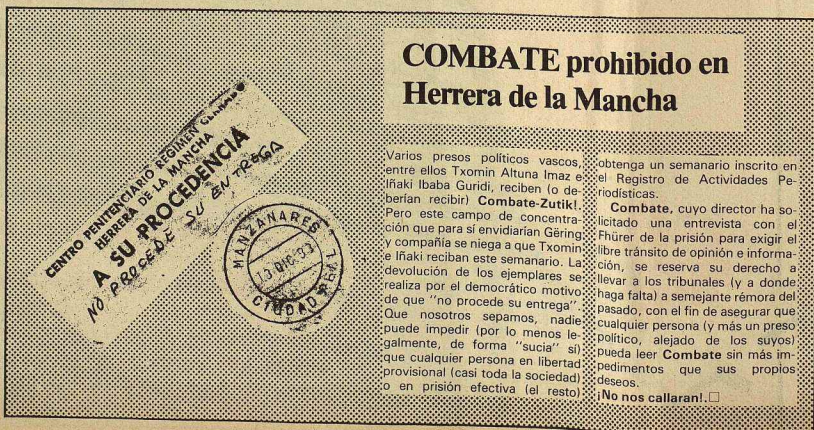 COMBATE prohibido en
Herrera de la Mancha
CENTRO PENITENCIARIO REGIMEN CERRADO
HERRERA DE LA MANCHA
A SU PROCEDENCIA
NO PROCEDE SU ENTREGA
MANZANARES
13 DIC. 83
CIUDAD REAL
Varios presos políticos vascos,
entre ellos Txomin Altuna Imaz e
Iñaki Ibaba Guridi, reciben (o de-
berían recibir) Combate-Zutik!.
Pero este campo de concentra-
ción que para sí envidiarían Gëring
y compañía se niega a que Txomin
e Iñaki reciban este semanario. La
devolución de los ejemplares se
realiza por el democrático motivo
de que "no procede su entrega".
Que nosotros sepamos, nadie
puede impedir (por lo menos le-
galmente, de forma "sucia" sí)
que cualquier persona en libertad
provisional (casi toda la sociedad)
o en prisión efectiva (el resto)
obtenga un semanario inscrito en
el Registro de Actividades Pe-
riodísticas.
Combate, cuyo director ha so-
licitado una entrevista con el
Fhürer de la prisión para exigir el
libre tránsito de opinión e informa-
ción, se reserva su derecho a
llevar a los tribunales (y a donde
haga falta) a semejante rémora del
pasado, con el fin de asegurar que
cualquier persona (y más un preso
político, alejado de los suyos)
pueda leer Combate sin más im-
pedimentos que sus propios
deseos.
¡No nos callaran!.□